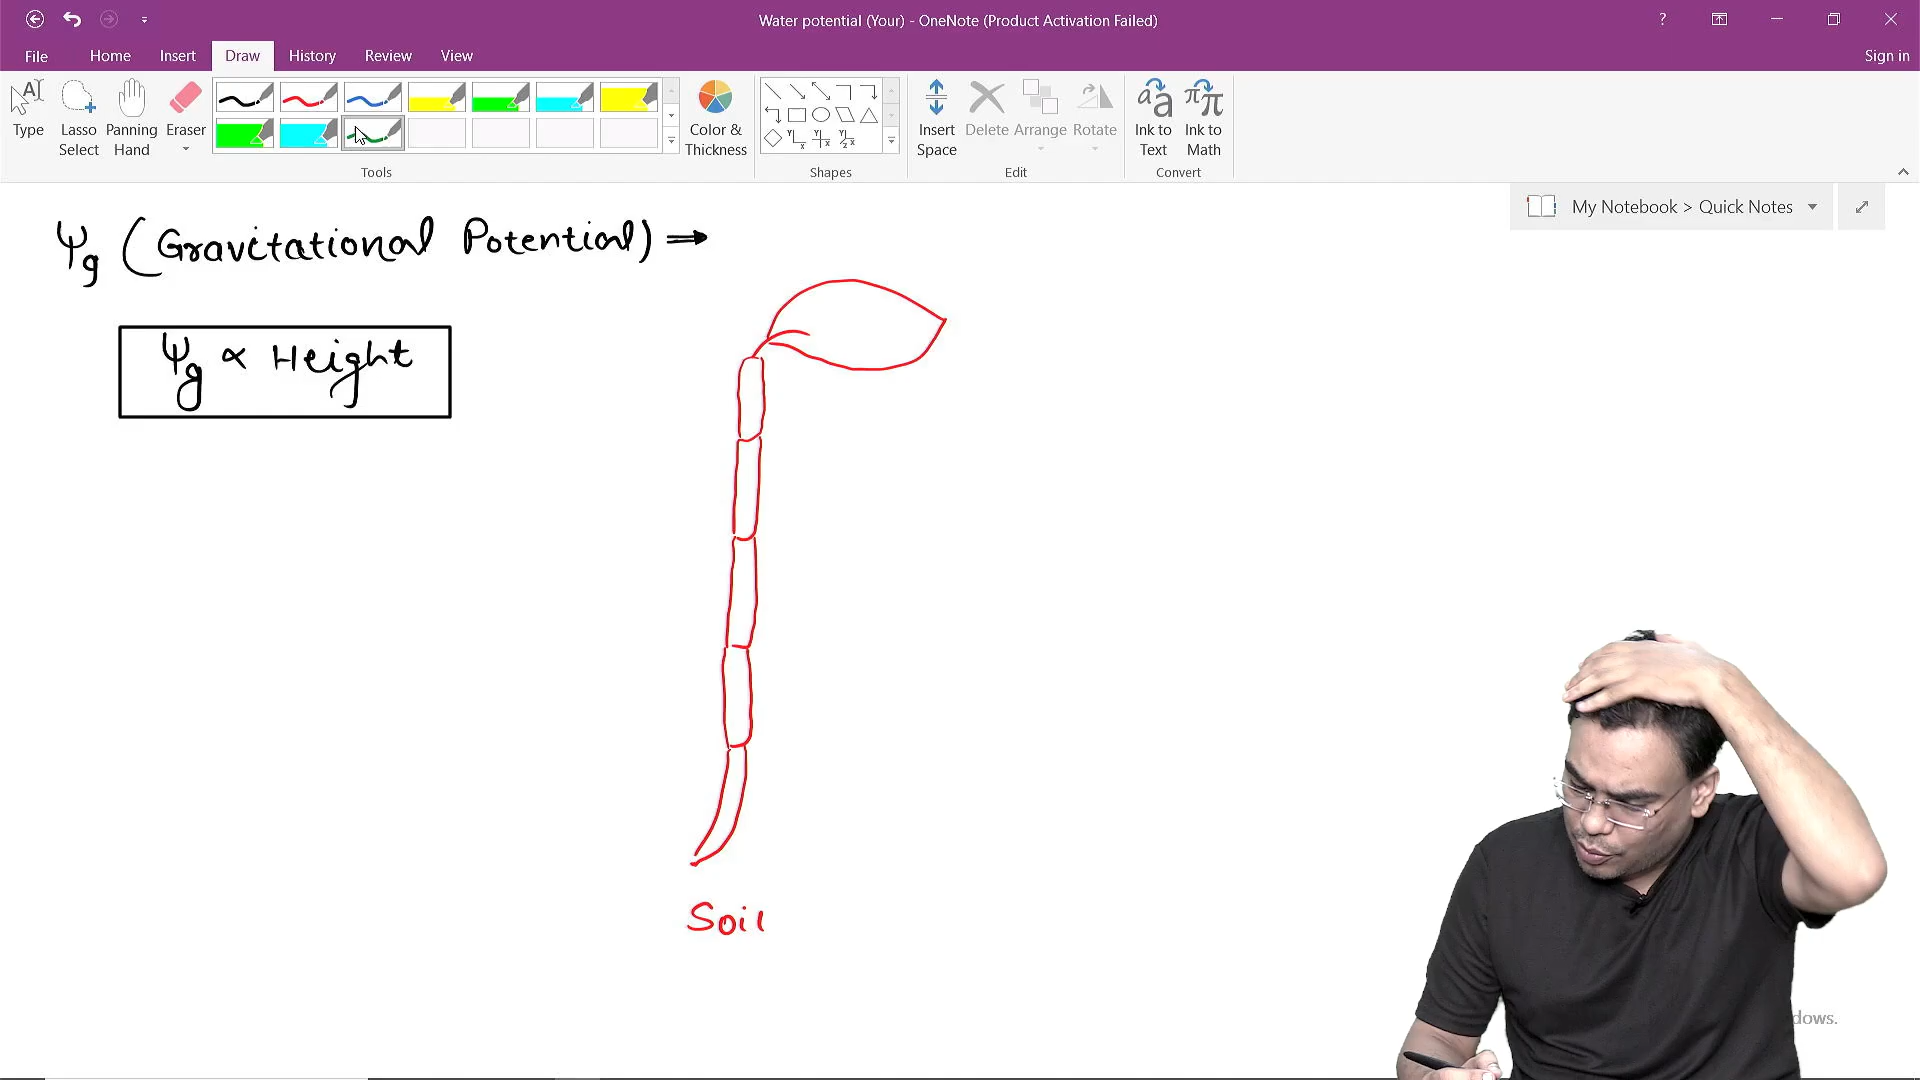 Water potential (Your) - OneNote (Product Activation Failed)
?
File Home Insert Draw History Review View
Sign in
Type
Lasso Select
Panning Hand
Eraser
Color & Thickness
Insert Space
Delete
Arrange
Rotate
Ink to Text
Ink to Math
Tools
Shapes
Edit
Convert
My Notebook > Quick Notes
Ψg (Gravitational Potential) ⇒
Ψg ∝ Height
Soil
dows.